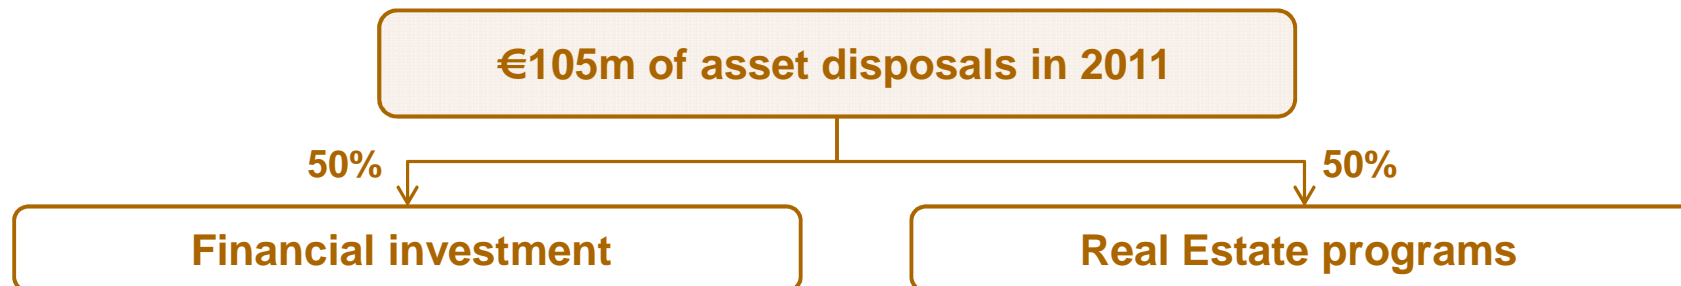 €105m of asset disposals in 2011
50%
50%
Financial investment
Real Estate programs